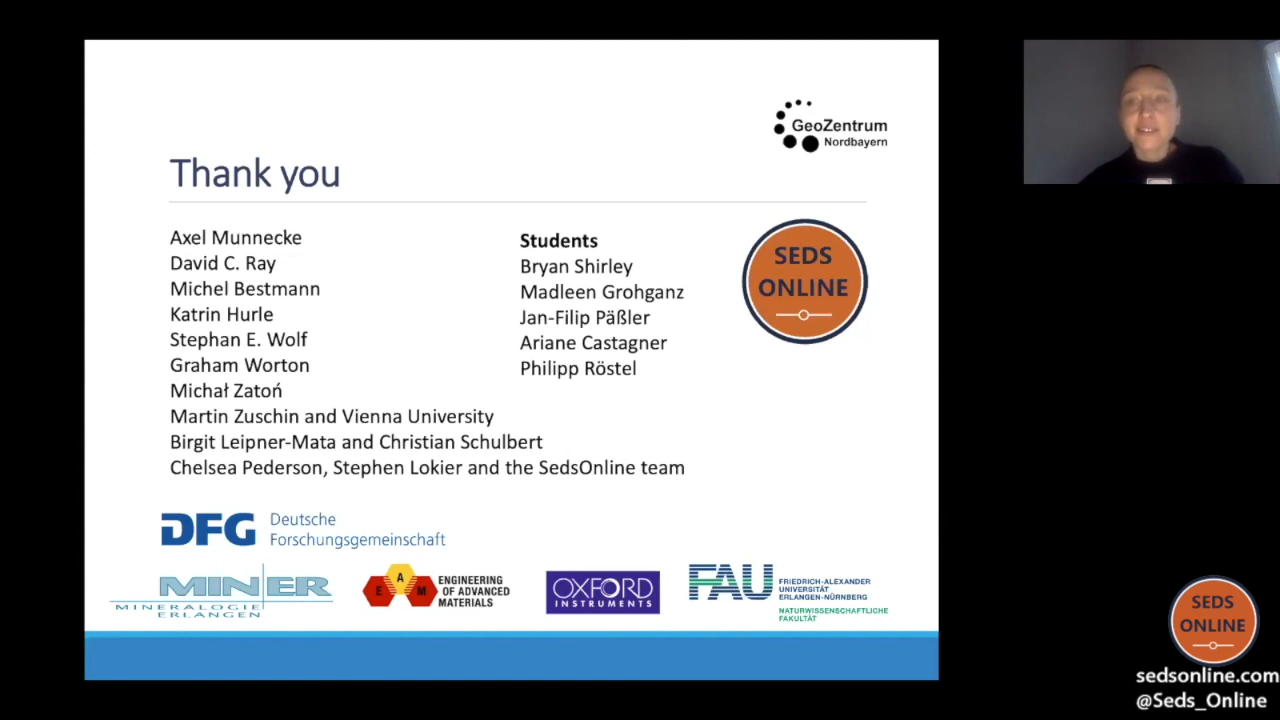 GeoZentrum
Nordbayern
Thank you
Axel Munnecke
David C. Ray
Michel Bestmann
Katrin Hurle
Stephan E. Wolf
Graham Worton
Michał Zatoń
Martin Zuschin and Vienna University
Birgit Leipner-Mata and Christian Schulbert
Chelsea Pederson, Stephen Lokier and the SedsOnline team
Students
Bryan Shirley
Madleen Grohganz
Jan-Filip Päßler
Ariane Castagner
Philipp Röstel
SEDS
ONLINE
DFG
Deutsche
Forschungsgemeinschaft
MINER
MINERALOGIE
ERLANGEN
E A M
ENGINEERING
OF ADVANCED
MATERIALS
OXFORD
INSTRUMENTS
FAU
FRIEDRICH-ALEXANDER
UNIVERSITÄT
ERLANGEN-NÜRNBERG
NATURWISSENSCHAFTLICHE
FAKULTÄT
SEDS
ONLINE
sedsonline.com
@Seds_Online